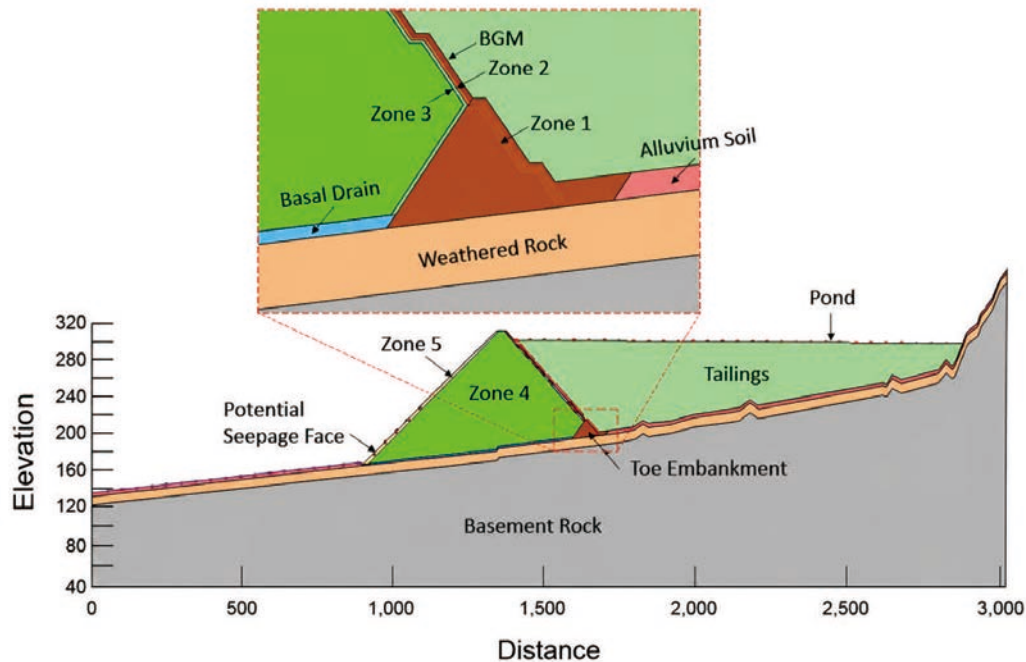 BGM
Zone 2
Zone 3
Zone 1
Alluvium Soil
Basal Drain
Weathered Rock
Pond
Zone 5
Zone 4
Tailings
Potential
Seepage Face
Toe Embankment
Basement Rock
Elevation
320
280
240
200
160
120
80
40
0
500
1,000
1,500
2,000
2,500
3,000
Distance